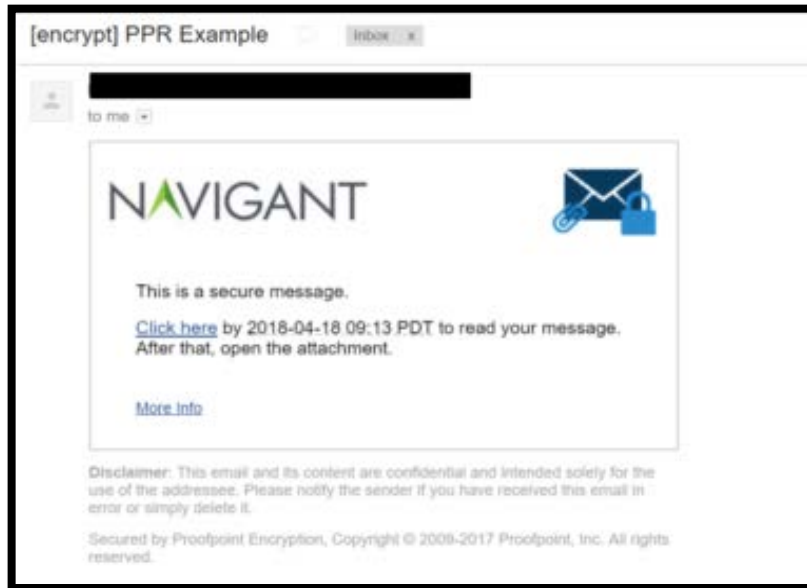 [encrypt] PPR Example Inbox x
to me
NAVIGANT
This is a secure message.
Click here by 2018-04-18 09:13 PDT to read your message.
After that, open the attachment.
More Info
Disclaimer: This email and its content are confidential and intended solely for the
use of the addressee. Please notify the sender if you have received this email in
error or simply delete it.
Secured by Proofpoint Encryption, Copyright © 2009-2017 Proofpoint, Inc. All rights
reserved.